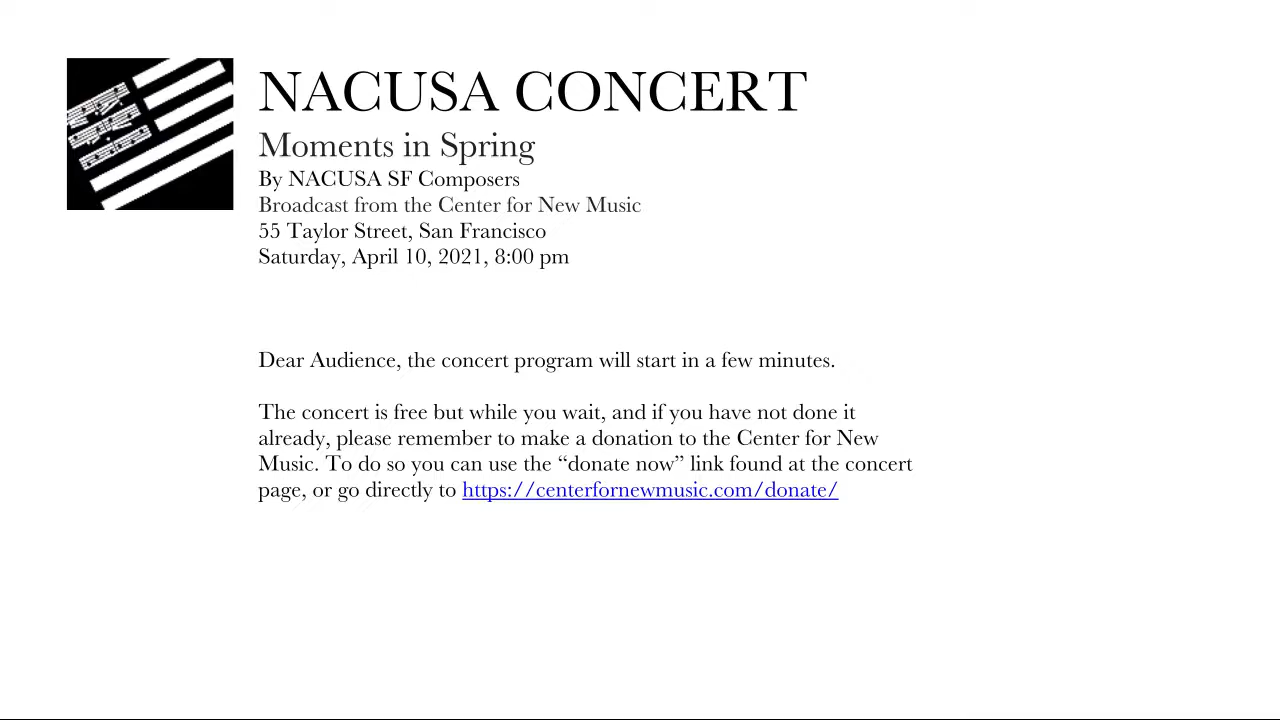 NACUSA CONCERT
Moments in Spring
By NACUSA SF Composers
Broadcast from the Center for New Music
55 Taylor Street, San Francisco
Saturday, April 10, 2021, 8:00 pm
Dear Audience, the concert program will start in a few minutes.
The concert is free but while you wait, and if you have not done it
already, please remember to make a donation to the Center for New
Music. To do so you can use the “donate now” link found at the concert
page, or go directly to https://centerfornewmusic.com/donate/